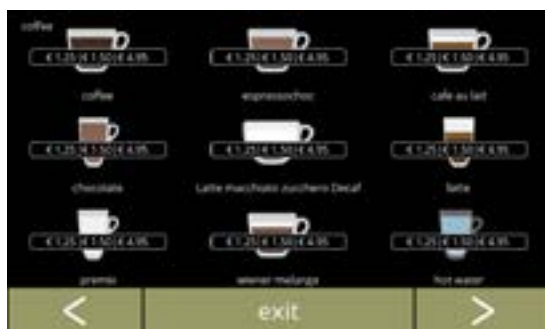 coffee
€ 1.25 | € 1.50 | € 4.95 € 1.25 | € 1.50 | € 4.95 € 1.25 | € 1.50 | € 4.95
coffee espressochoc cafe au lait
€ 1.25 | € 1.50 | € 4.95 € 1.25 | € 1.50 | € 4.95 € 1.25 | € 1.50 | € 4.95
chocolate Latte macchiato zucchero Decaf latte
€ 1.25 | € 1.50 | € 4.95 € 1.25 | € 1.50 | € 4.95 € 1.25 | € 1.50 | € 4.95
premio wiener melange hot water
< exit >